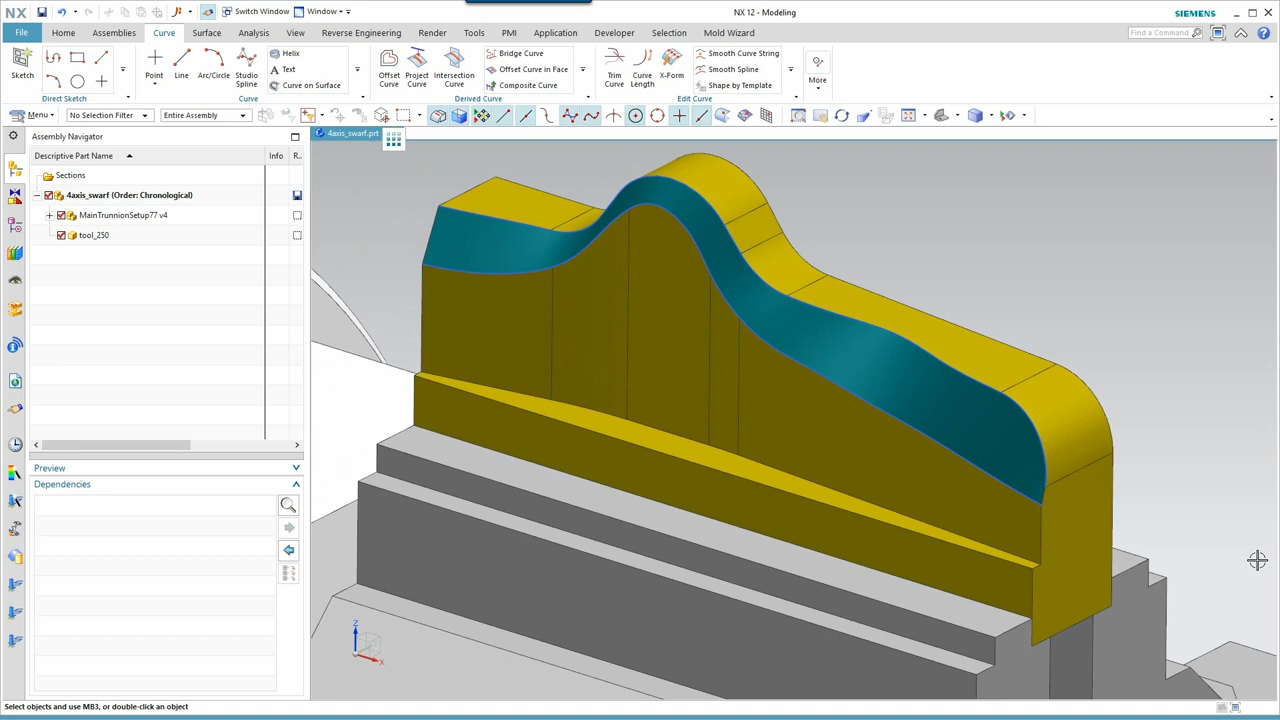 NX
Switch Window
Window
NX 12 - Modeling
SIEMENS
File
Home
Assemblies
Curve
Surface
Analysis
View
Reverse Engineering
Render
Tools
PMI
Application
Developer
Selection
Mold Wizard
Find a Command
Sketch
Direct Sketch
Point
Line
Arc/Circle
Studio Spline
Helix
Text
Curve on Surface
Curve
Offset Curve
Project Curve
Intersection Curve
Bridge Curve
Offset Curve in Face
Composite Curve
Derived Curve
Trim Curve
Curve Length
X-Form
Smooth Curve String
Smooth Spline
Shape by Template
Edit Curve
More
Menu
No Selection Filter
Entire Assembly
Assembly Navigator
4axis_swarf.prt
Descriptive Part Name
Info
R..
Sections
4axis_swarf (Order: Chronological)
MainTrunnionSetup77 v4
tool_250
Preview
Dependencies
Z
X
Select objects and use MB3, or double-click an object